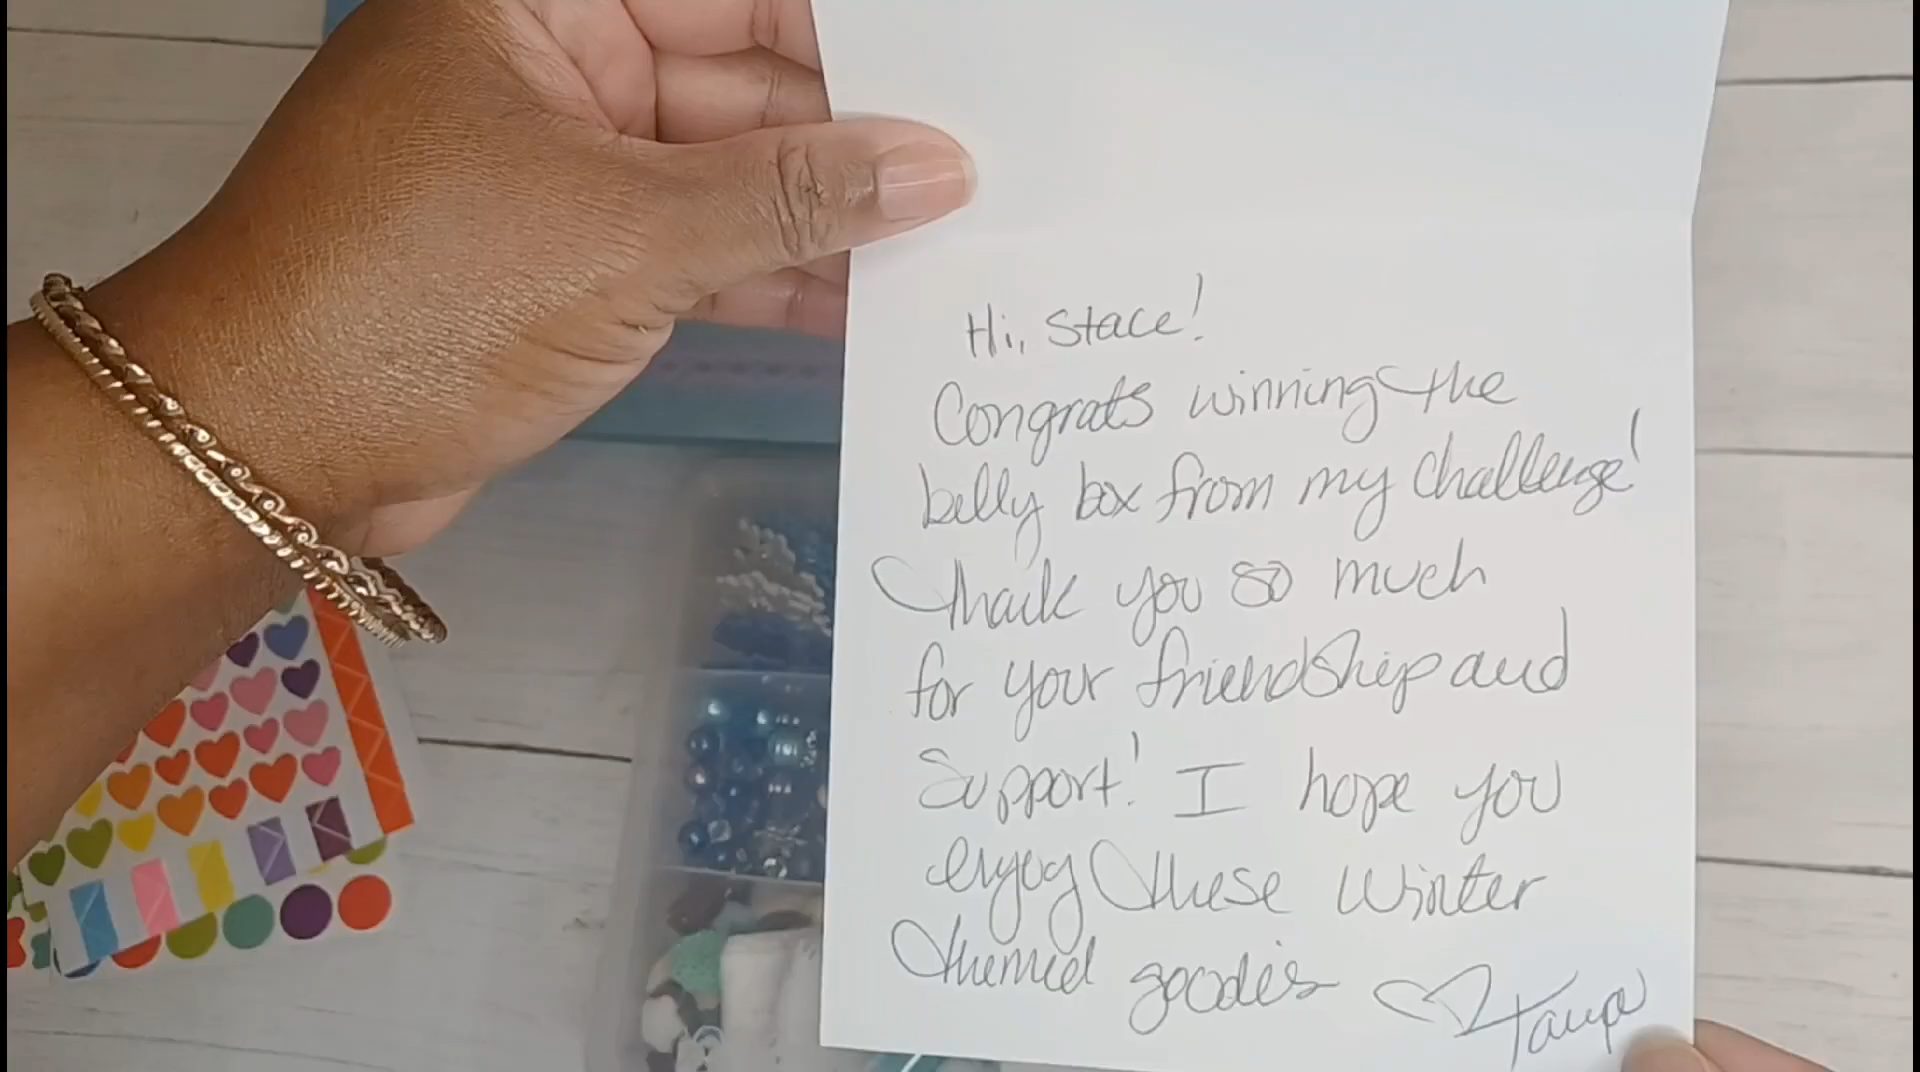 Hi, Stace!
Congrats winning the
belly box from my challenge!
Thank you so much
for your friendship and
Support! I hope you
enjoy these Winter
themed goodies